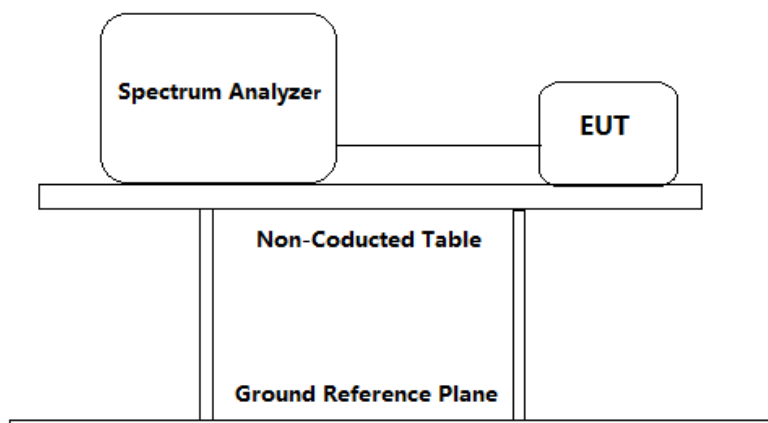 Spectrum Analyzer
EUT
Non-Coducted Table
Ground Reference Plane